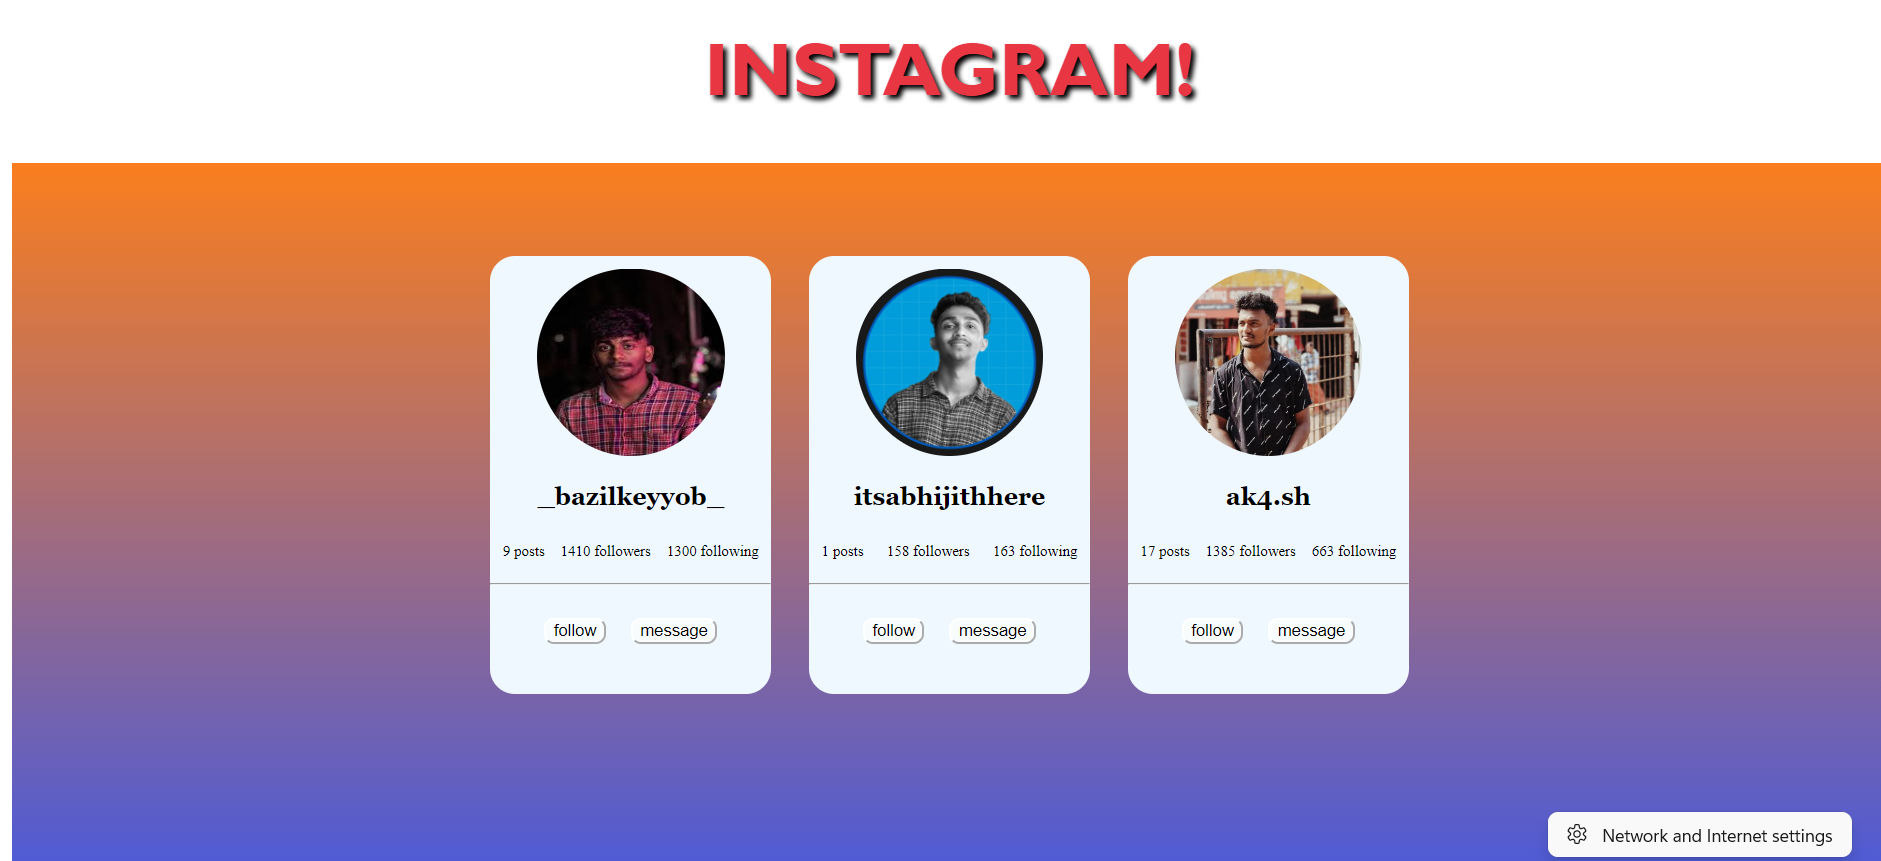 INSTAGRAM!
_bazilkeyyob_
9 posts 1410 followers 1300 following
follow message
itsabhijithhere
1 posts 158 followers 163 following
follow message
ak4.sh
17 posts 1385 followers 663 following
follow message
Network and Internet settings